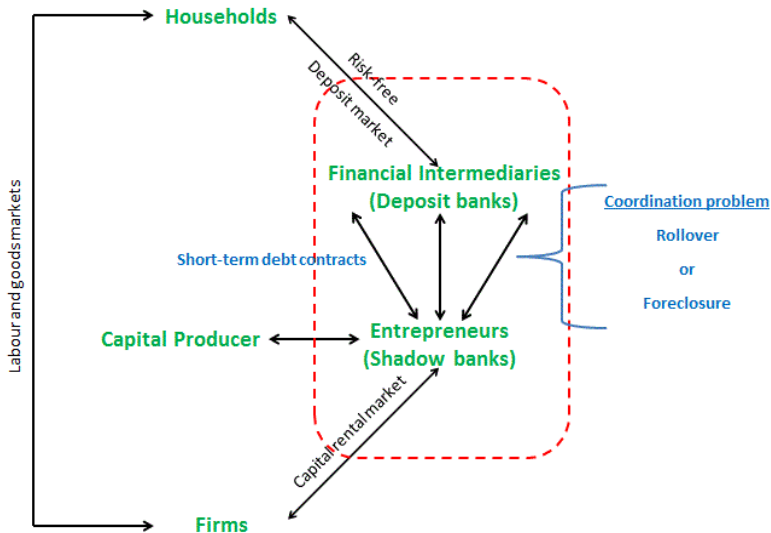 Households
Risk-free
Deposit market
Financial Intermediaries
(Deposit banks)
Coordination problem
Rollover
or
Foreclosure
Short-term debt contracts
Labour and goods markets
Capital Producer
Entrepreneurs
(Shadow banks)
Capital rental market
Firms